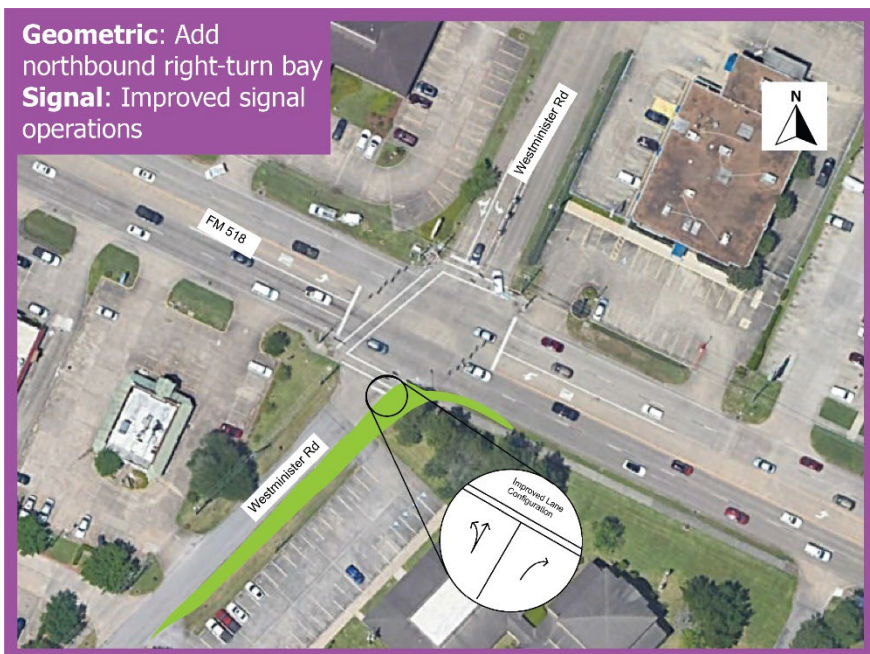 Geometric: Add
northbound right-turn bay
Signal: Improved signal
operations
N
Westminister Rd
FM 518
Westminister Rd
Improved Lane
Configuration